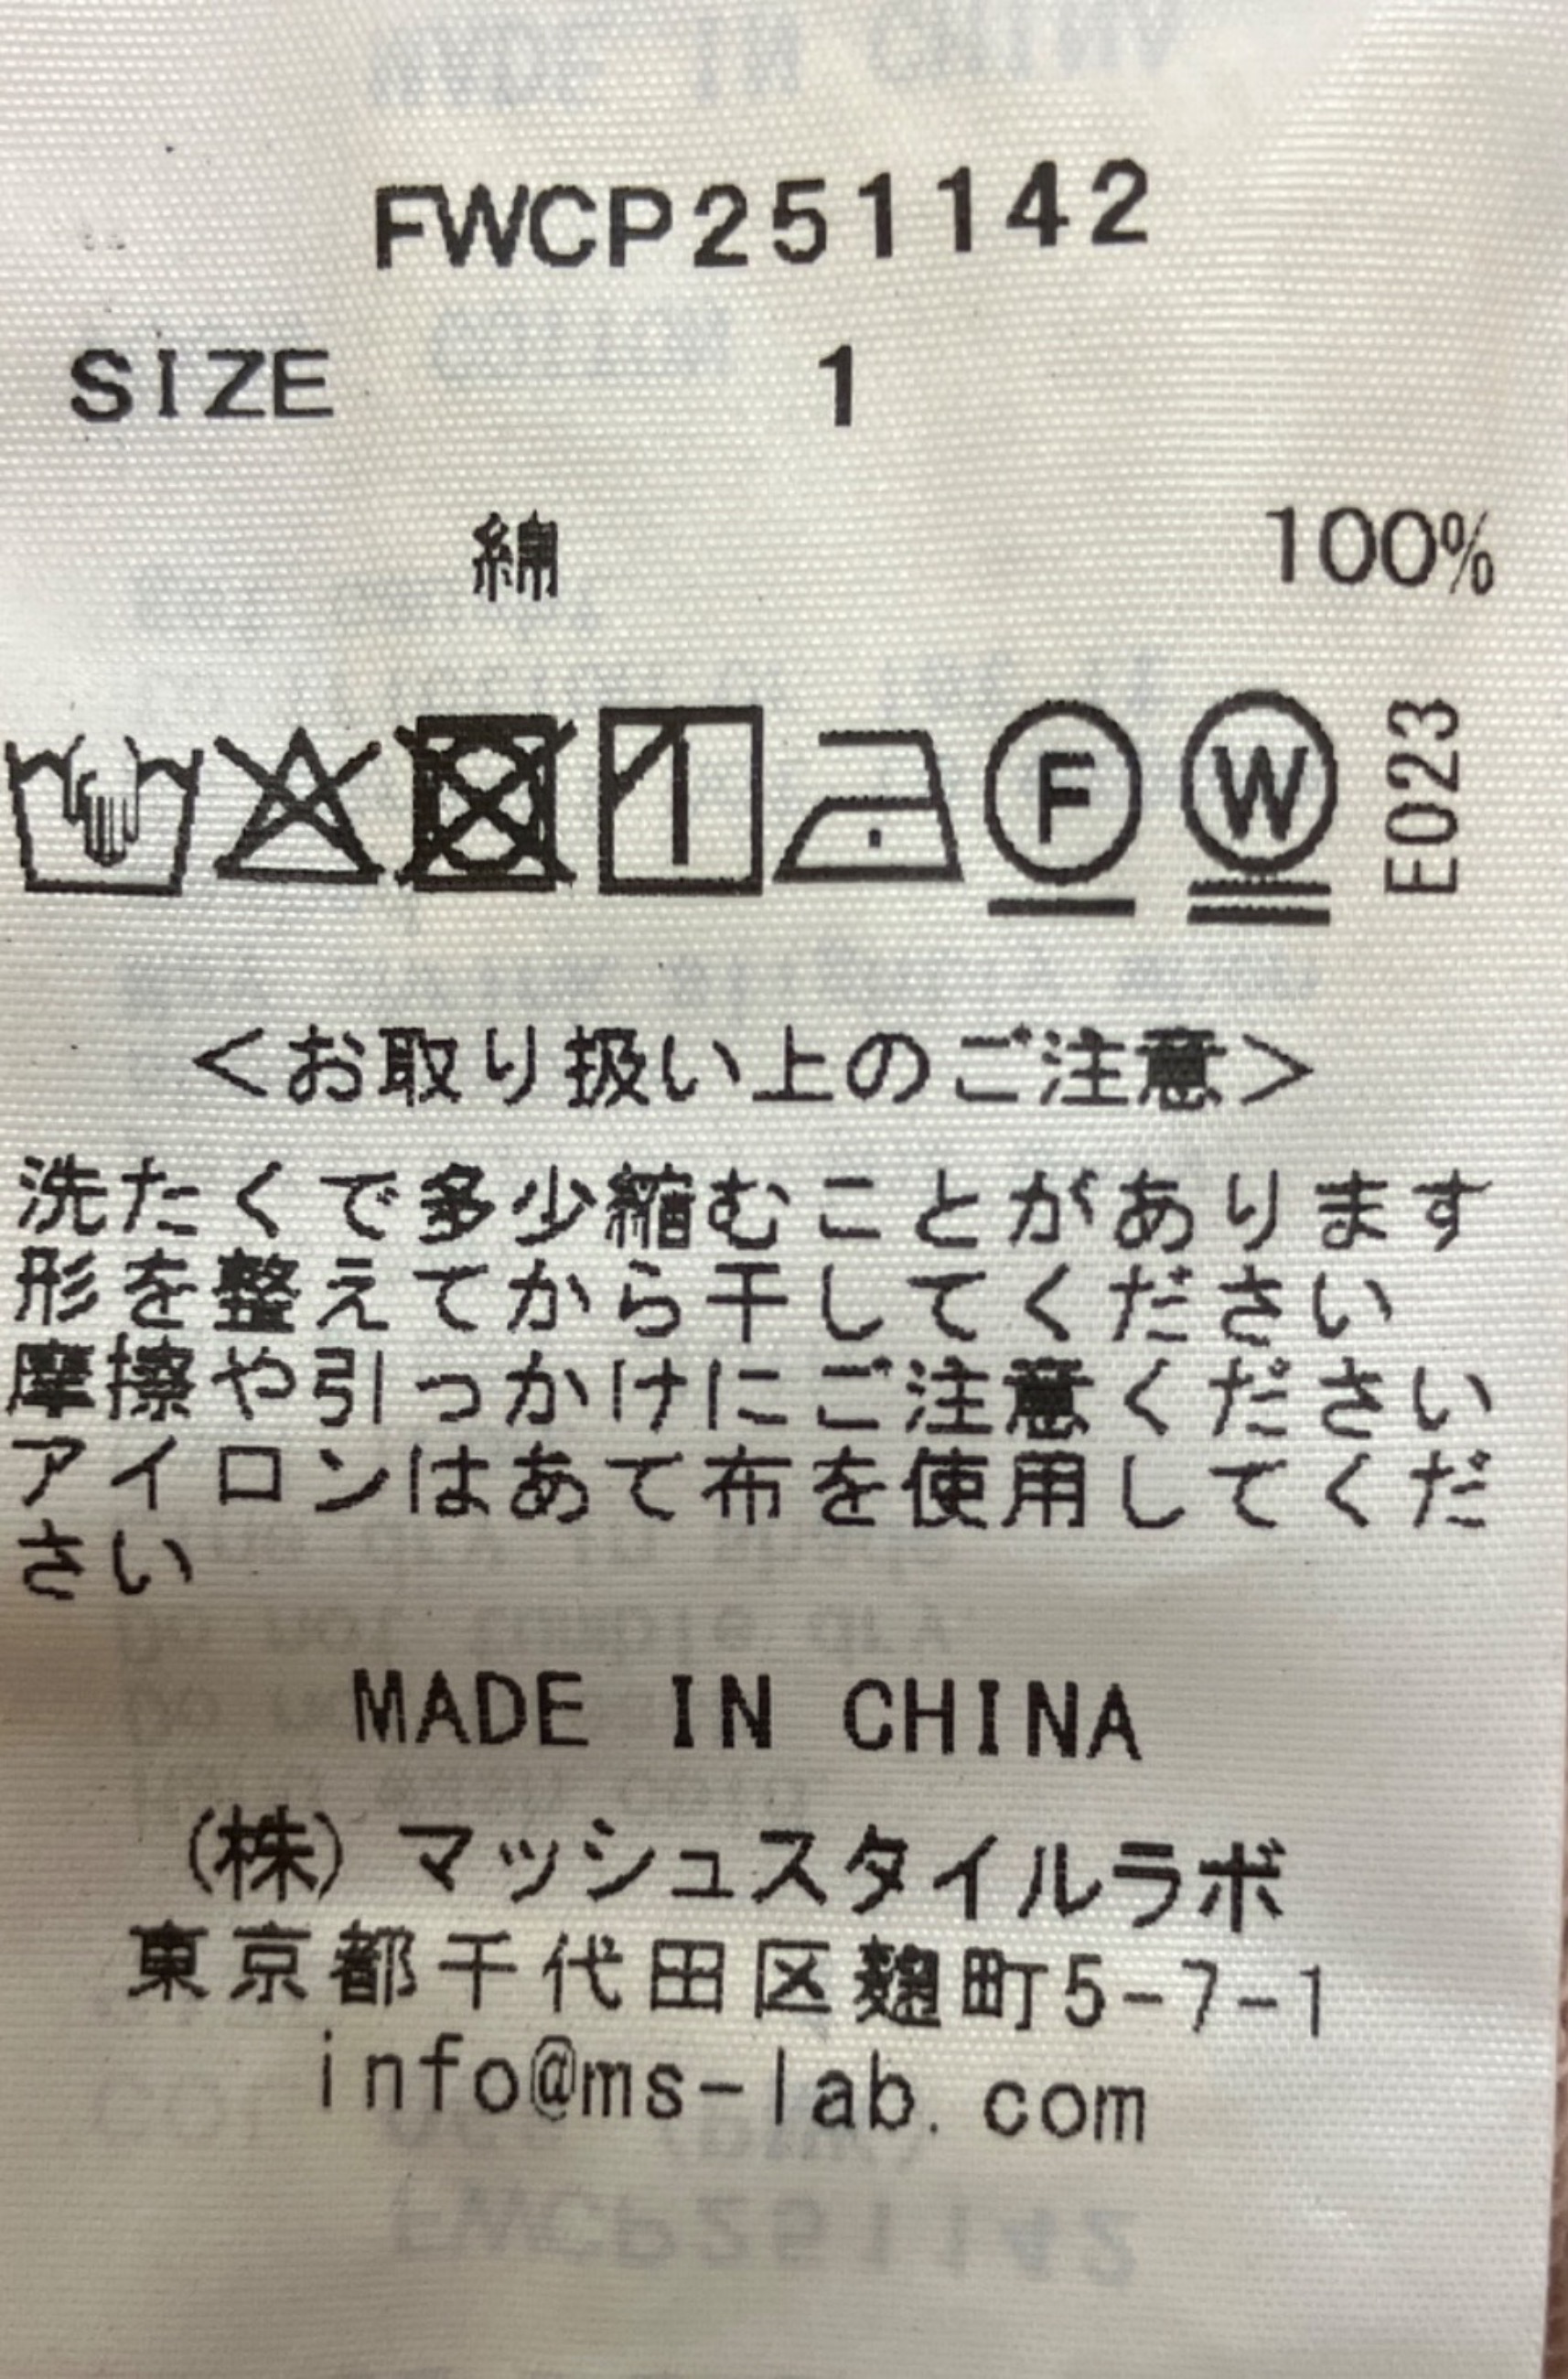 FWCP251142
SIZE 1
綿 100%
F W E023
<お取り扱い上のご注意>
洗たくで多少縮むことがあります
形を整えてから干してください
摩擦や引っかけにご注意ください
アイロンはあて布を使用してくだ
さい
MADE IN CHINA
(株)マッシュスタイルラボ
東京都千代田区麹町5-7-1
info@ms-lab.com